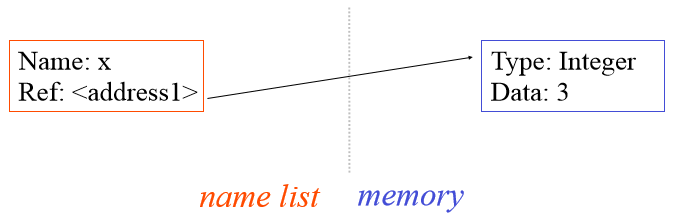 Name: x
Ref: <address1>
Type: Integer
Data: 3
name list
memory